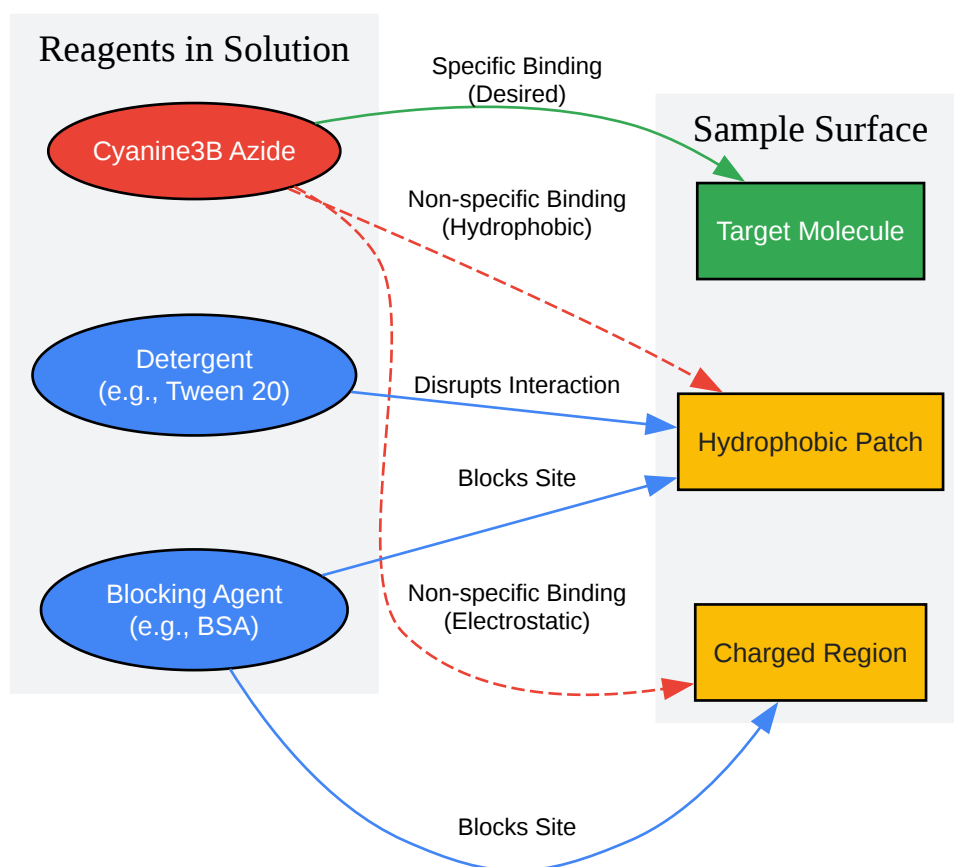 Reagents in Solution
Specific Binding
(Desired)
Sample Surface
Cyanine3B Azide
Non-specific Binding
(Hydrophobic)
Target Molecule
Detergent
(e.g., Tween 20)
Disrupts Interaction
Hydrophobic Patch
Blocks Site
Blocking Agent
(e.g., BSA)
Non-specific Binding
(Electrostatic)
Charged Region
Blocks Site